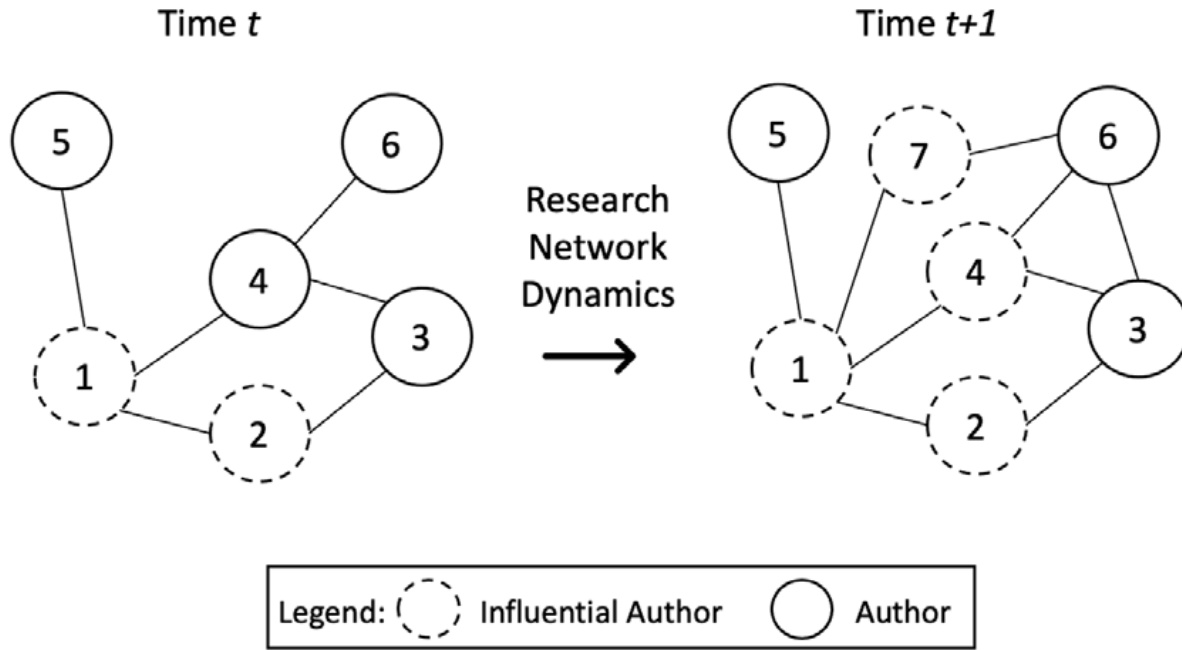 Time t
Time t+1
5
6
4
3
1
2
Research
Network
Dynamics
5
7
6
4
3
1
2
Legend: Influential Author Author